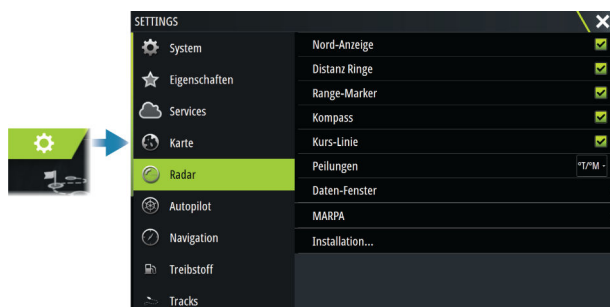 SETTINGS
System
Eigenschaften
Services
Karte
Radar
Autopilot
Navigation
Treibstoff
Tracks
Nord-Anzeige
Distanz Ringe
Range-Marker
Kompass
Kurs-Linie
Peilungen °T/°M -
Daten-Fenster
MARPA
Installation...